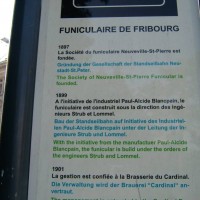 FUNICULAIRE DE FRIBOURG
1897
La Société du funiculaire Neuveville-St-Pierre est
fondée.
Gründung der Gesellschaft der Standseilbahn Neu-
stadt-St-Peter.
The Society of Neuveville-St-Pierre Funicular is
founded.
1899
A l'initiative de l'industriel Paul-Alcide Blancpain, le
funiculaire est construit sous la direction des ingé-
nieurs Strub et Lommel.
Bau der Standseilbahn auf Initiative des Industriel-
len Paul-Alcide Blancpain unter der Leitung der In-
genieure Strub und Lommel.
With the initiative from the manufacturer Paul Alcide
Blancpain, the funicular is build under the orders of
the engineers Strub and Lommel.
1901
La gestion est confiée à la Brasserie du Cardinal.
Die Verwaltung wird der Brauerei "Cardinal" an-
vertraut.